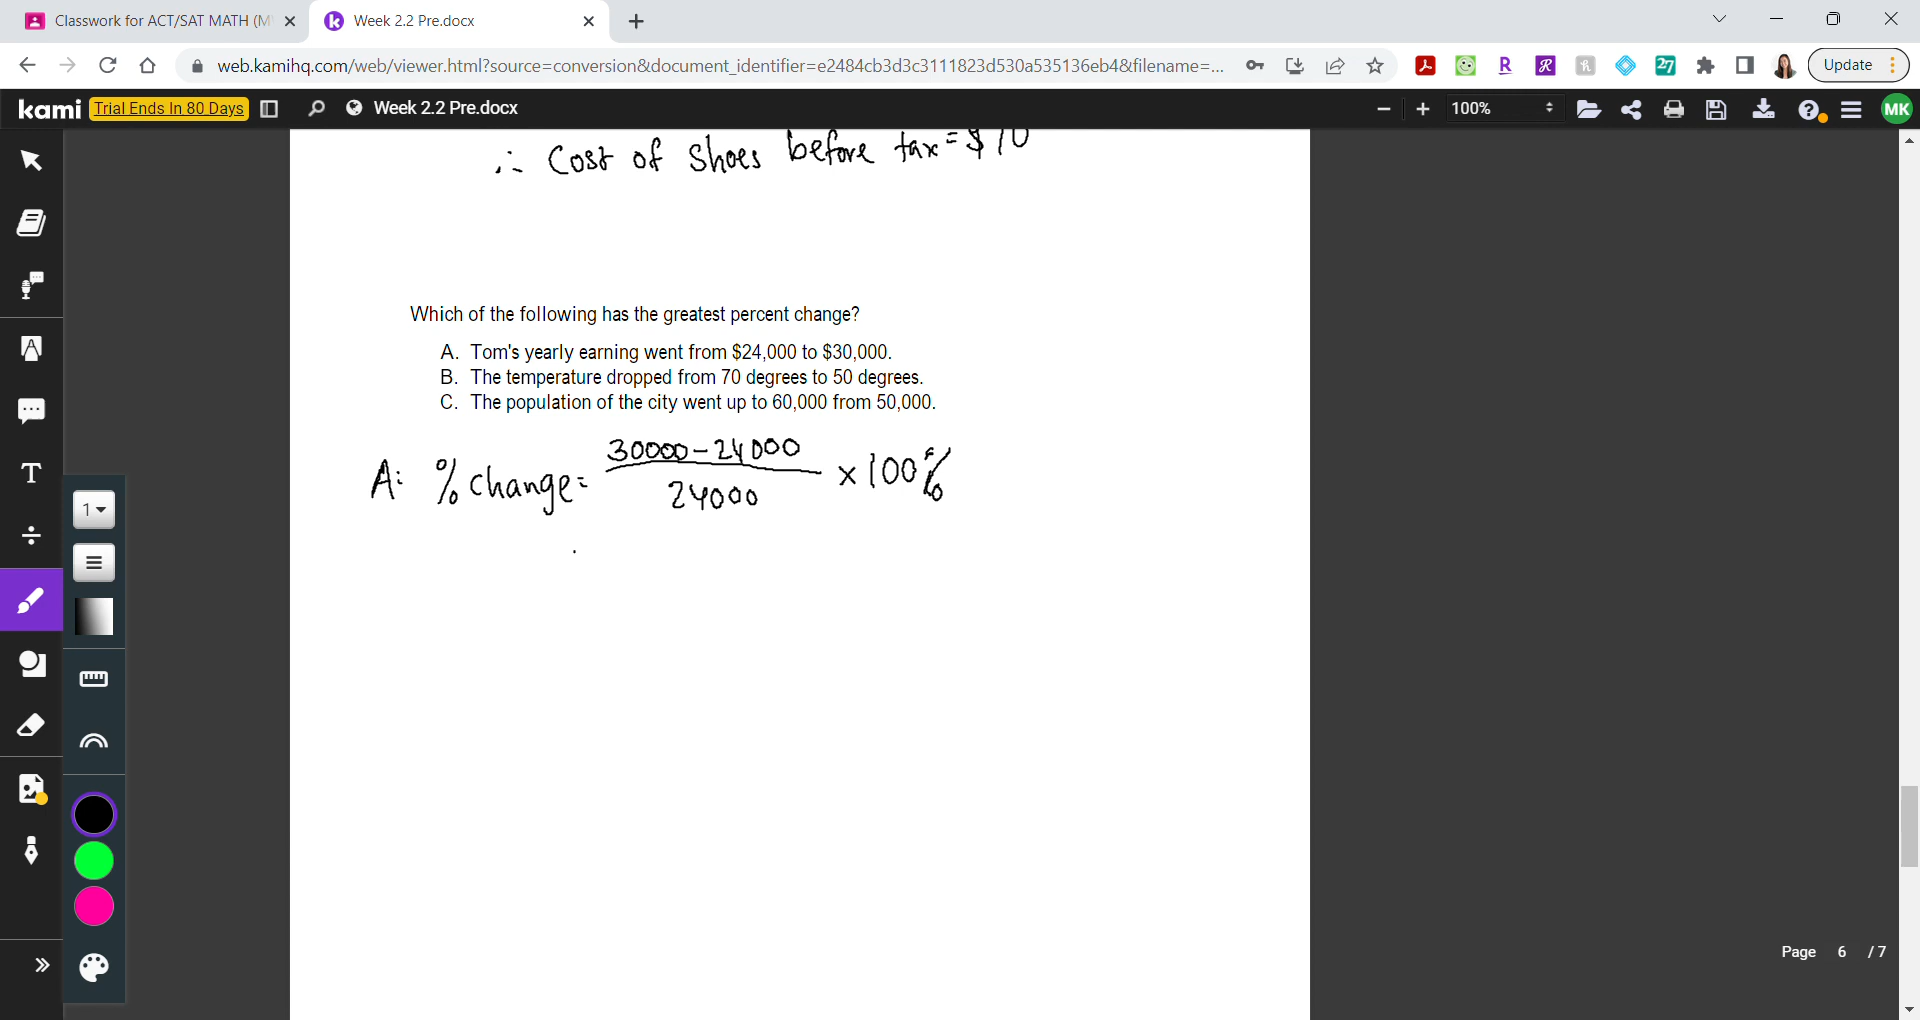 Classwork for ACT/SAT MATH (M
Week 2.2 Pre.docx
web.kamihq.com/web/viewer.html?source=conversion&document_identifier=e2484cb3d3c3111823d530a535136eb4&filename=...
Update
kami
Trial Ends In 80 Days
Week 2.2 Pre.docx
100%
MK
∴ Cost of Shoes before tax = $70
Which of the following has the greatest percent change?
A. Tom's yearly earning went from $24,000 to $30,000.
B. The temperature dropped from 70 degrees to 50 degrees.
C. The population of the city went up to 60,000 from 50,000.
30000-24000
A: % change = × 100%
24000
1
Page 6 / 7